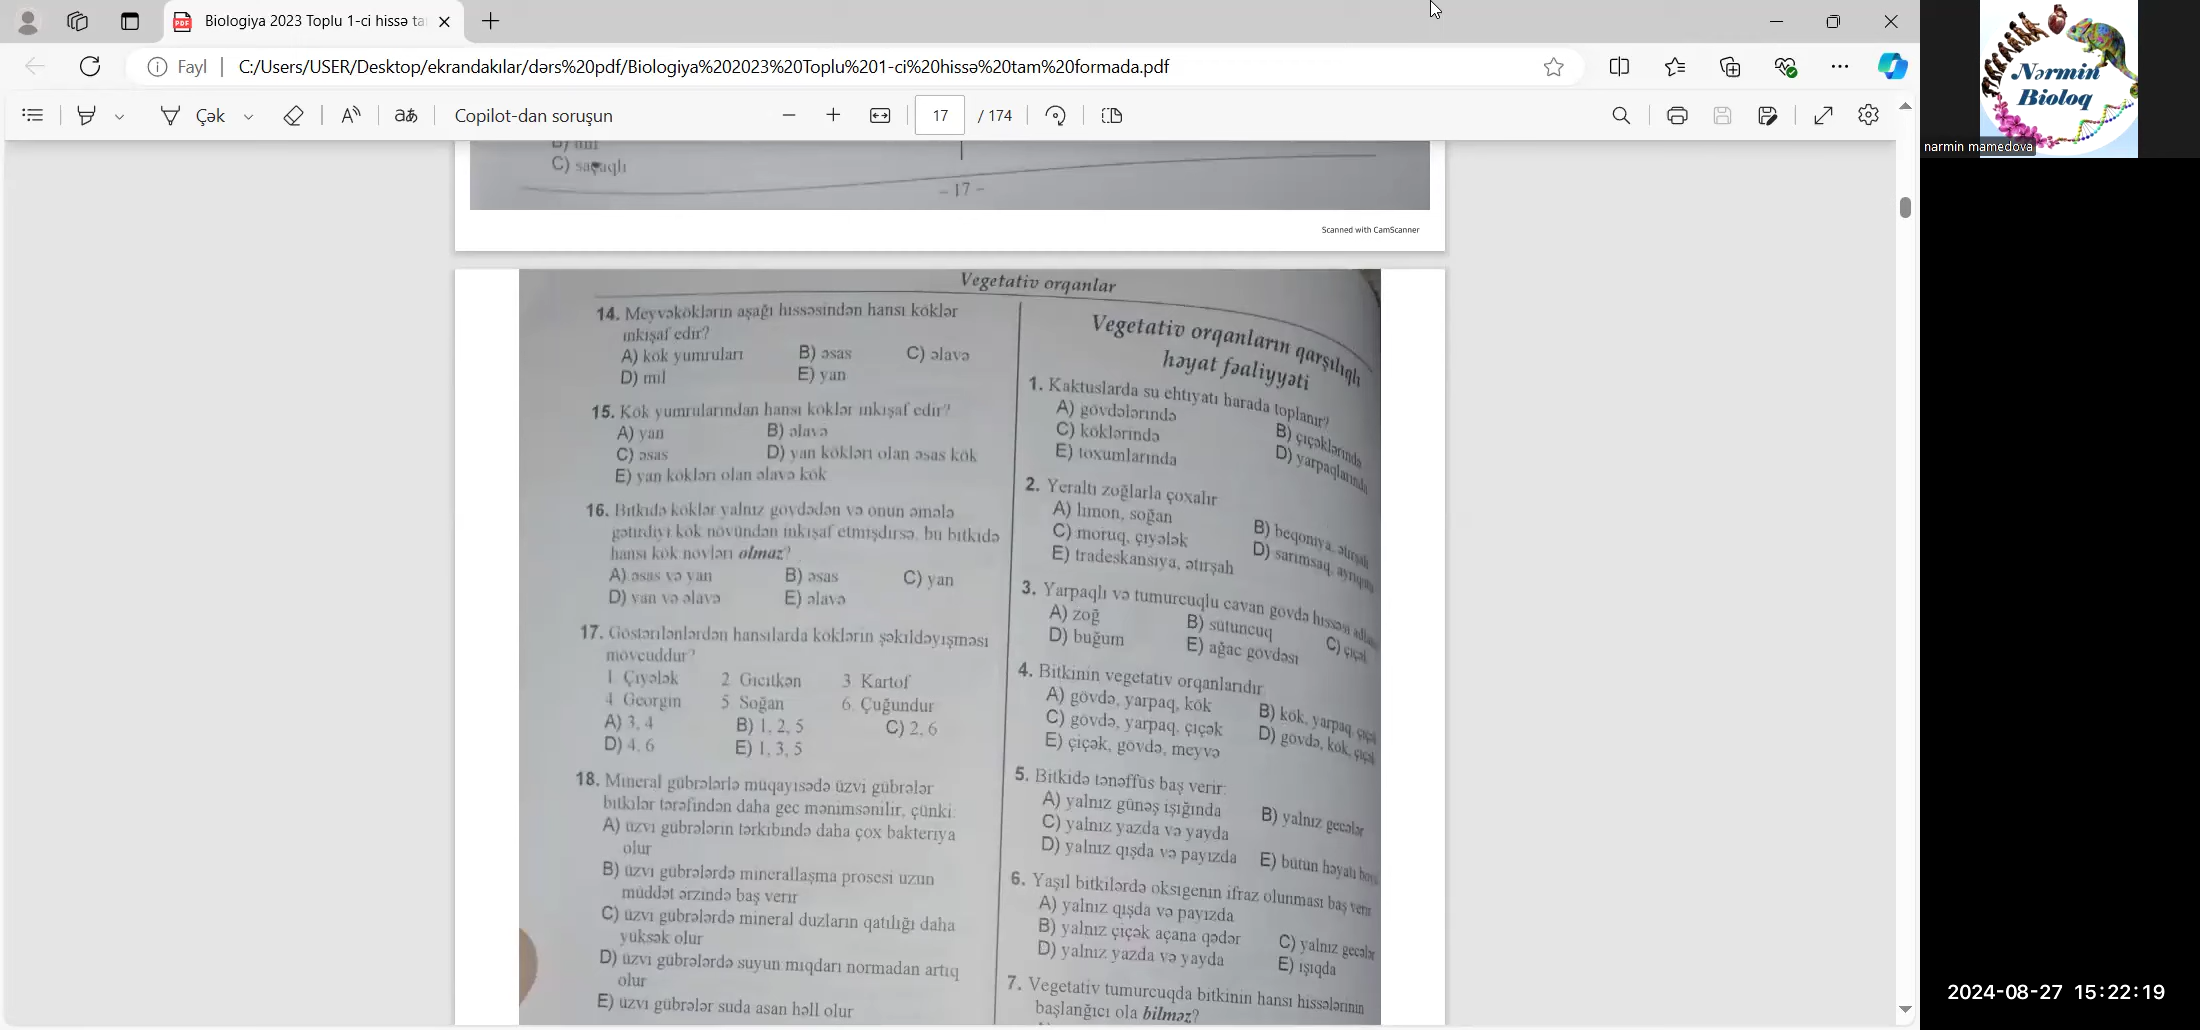 Biologiya 2023 Toplu 1-ci hissə ta
Fayl
C:/Users/USER/Desktop/ekrandakılar/dərs%20pdf/Biologiya%202023%20Toplu%201-ci%20hissə%20tam%20formada.pdf
Çək
Copilot-dan soruşun
17 / 174
Nərmin
Bioloq
narmin mamedova
C) saçaqlı
– 17 –
Scanned with CamScanner
Vegetativ orqanlar
14. Meyvəköklərin aşağı hissəsindən hansı köklər
inkişaf edir?
A) kök yumruları B) əsas C) əlavə
D) mil E) yan
15. Kök yumrularından hansı köklər inkişaf edir?
A) yan B) əlavə
C) əsas D) yan kökləri olan əsas kök
E) yan kökləri olan əlavə kök
16. Bitkidə köklər yalnız gövdədən və onun əmələ
gətirdiyi kök növündən inkişaf etmişdirsə, bu bitkidə
hansı kök növləri olmaz?
A) əsas və yan B) əsas C) yan
D) yan və əlavə E) əlavə
17. Göstərilənlərdən hansılarda köklərin şəkildəyişməsi
mövcuddur?
1 Çiyələk 2 Gicitkən 3 Kartof
4 Georgin 5 Soğan 6 Çuğundur
A) 3, 4 B) 1, 2, 5 C) 2, 6
D) 4, 6 E) 1, 3, 5
18. Mineral gübrələrlə müqayisədə üzvi gübrələr
bitkilər tərəfindən daha gec mənimsənilir, çünki:
A) üzvi gübrələrin tərkibində daha çox bakteriya
olur
B) üzvi gübrələrdə minerallaşma prosesi uzun
müddət ərzində baş verir
C) üzvi gübrələrdə mineral duzların qatılığı daha
yüksək olur
D) üzvi gübrələrdə suyun miqdarı normadan artıq
olur
E) üzvi gübrələr suda asan həll olur
Vegetativ orqanların qarşılıqlı
həyat fəaliyyəti
1. Kaktuslarda su ehtiyatı harada toplanır?
A) gövdələrində B) çiçəklərində
C) köklərində D) yarpaqlarında
E) toxumlarında
2. Yeraltı zoğlarla çoxalır
A) limon, soğan B) beqoniya, ətirşah
C) moruq, çiyələk D) sarımsaq,
E) tradeskansiya, ətirşah
3. Yarpaqlı və tumurcuqlu cavan gövdə hissəsi
A) zoğ B) sütuncuq C)
D) buğum E) ağac gövdəsi
4. Bitkinin vegetativ orqanlarıdır
A) gövdə, yarpaq, kök B) kök, yarpaq,
C) gövdə, yarpaq, çiçək D) gövdə, kök,
E) çiçək, gövdə, meyvə
5. Bitkidə tənəffüs baş verir:
A) yalnız günəş işığında B) yalnız gecələr
C) yalnız yazda və yayda
D) yalnız qışda və payızda E) bütün həyatı
6. Yaşıl bitkilərdə oksigenin ifraz olunması baş
A) yalnız qışda və payızda
B) yalnız çiçək açana qədər C) yalnız gecələr
D) yalnız yazda və yayda E) işıqda
7. Vegetativ tumurcuqda bitkinin hansı hissələrinin
başlanğıcı ola bilməz?
2024-08-27 15:22:19